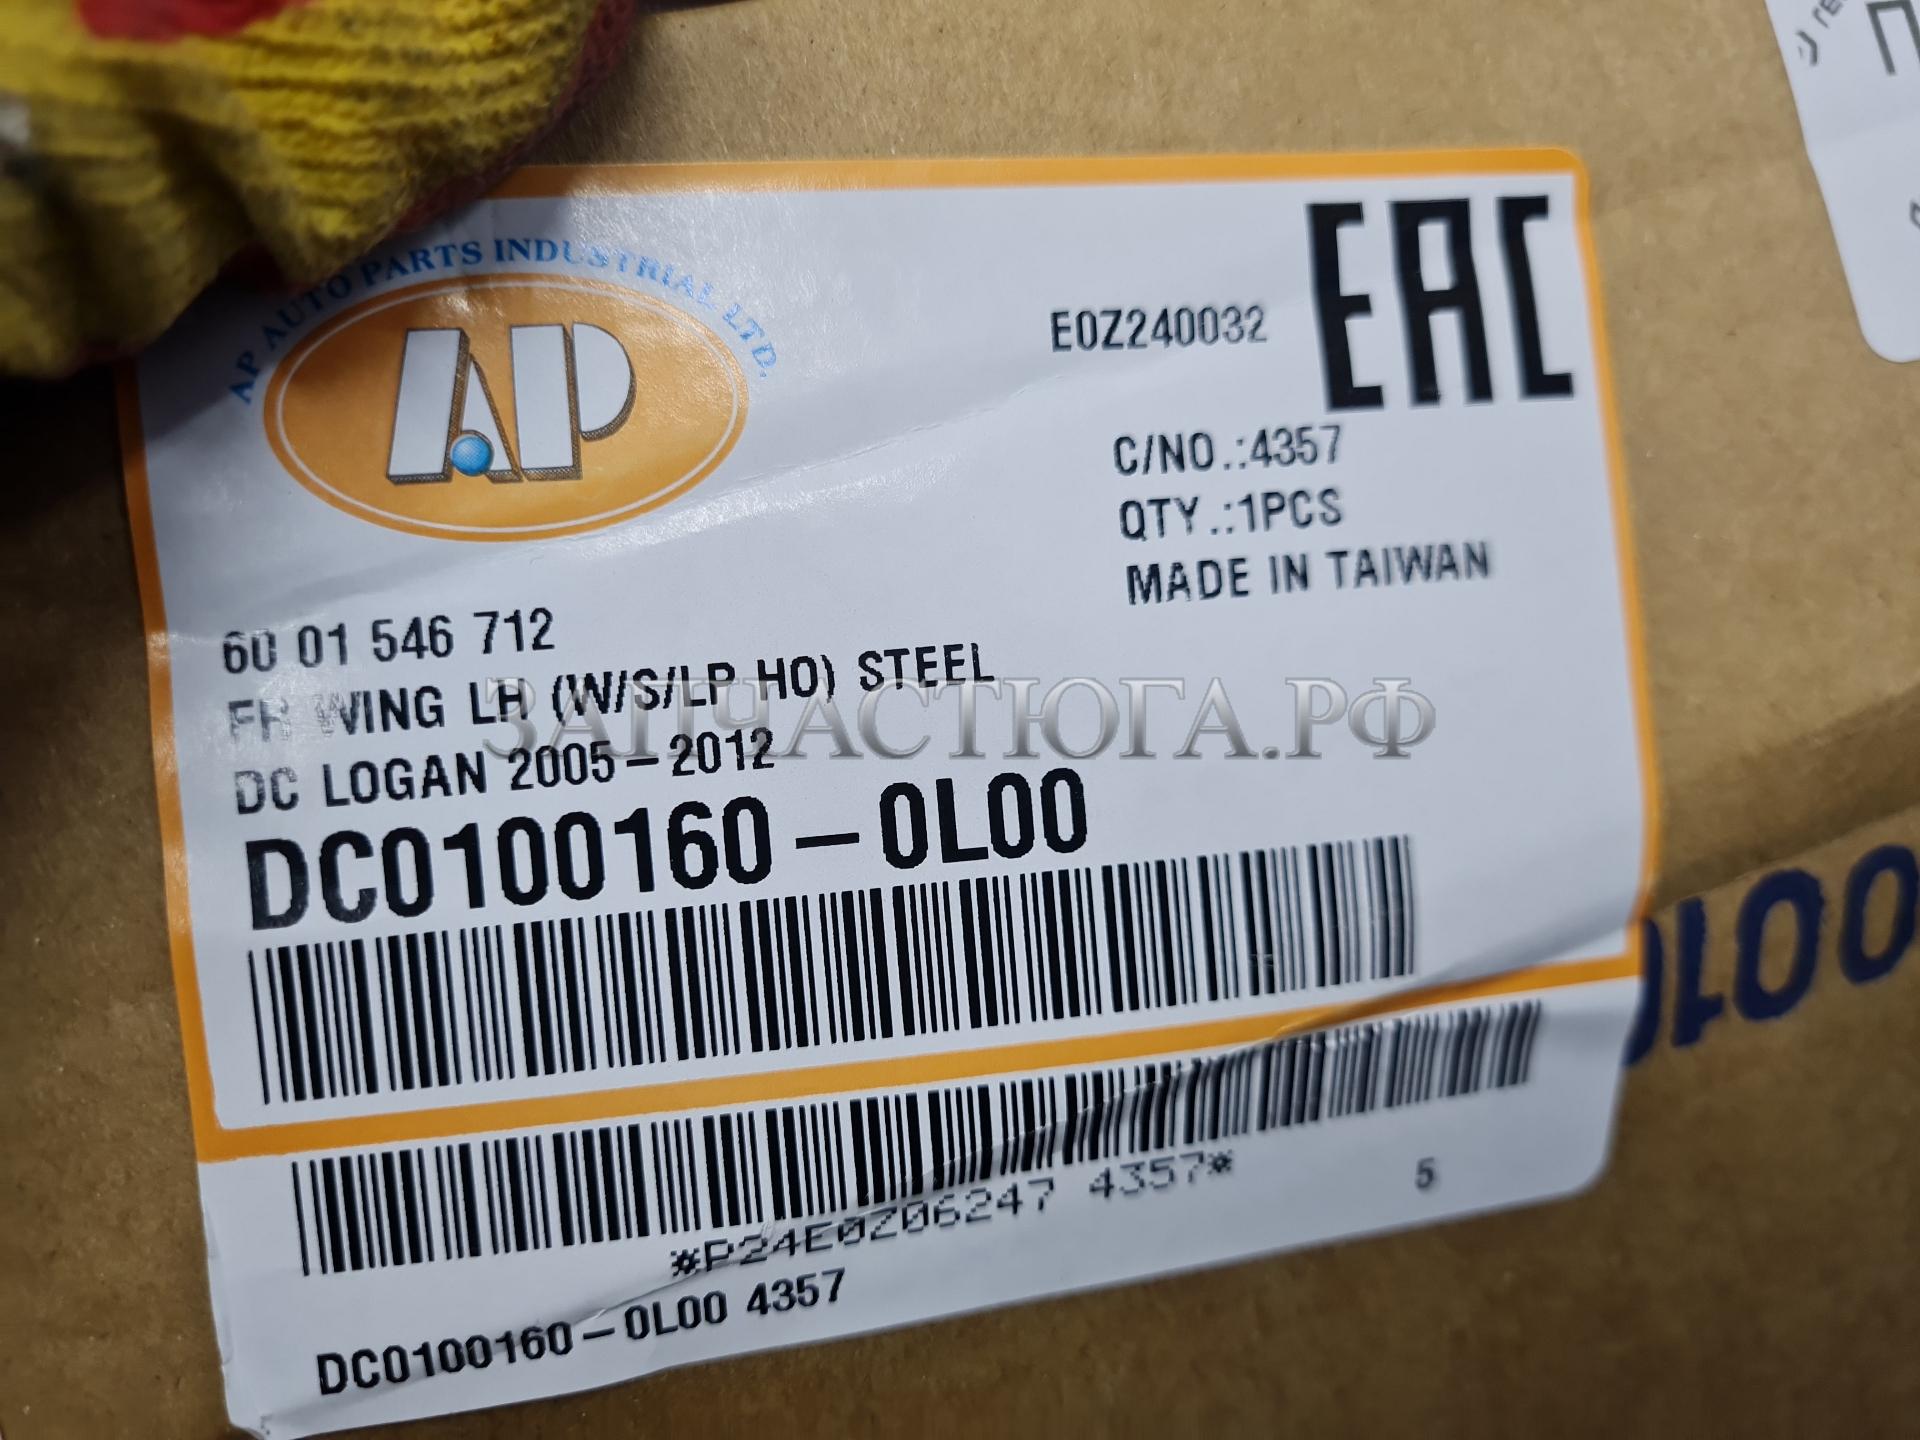 AP AUTO PARTS INDUSTRIAL LTD.
AP
E0Z240032
EAC
C/NO.:4357
QTY.:1PCS
MADE IN TAIWAN
60 01 546 712
FR WING LH (W/S/LP HO) STEEL
ЗАПЧАСТЮГА.РФ
DC LOGAN 2005-2012
DC0100160-0L00
*P24E0Z06247 4357*
5
DC0100160-0L00 4357